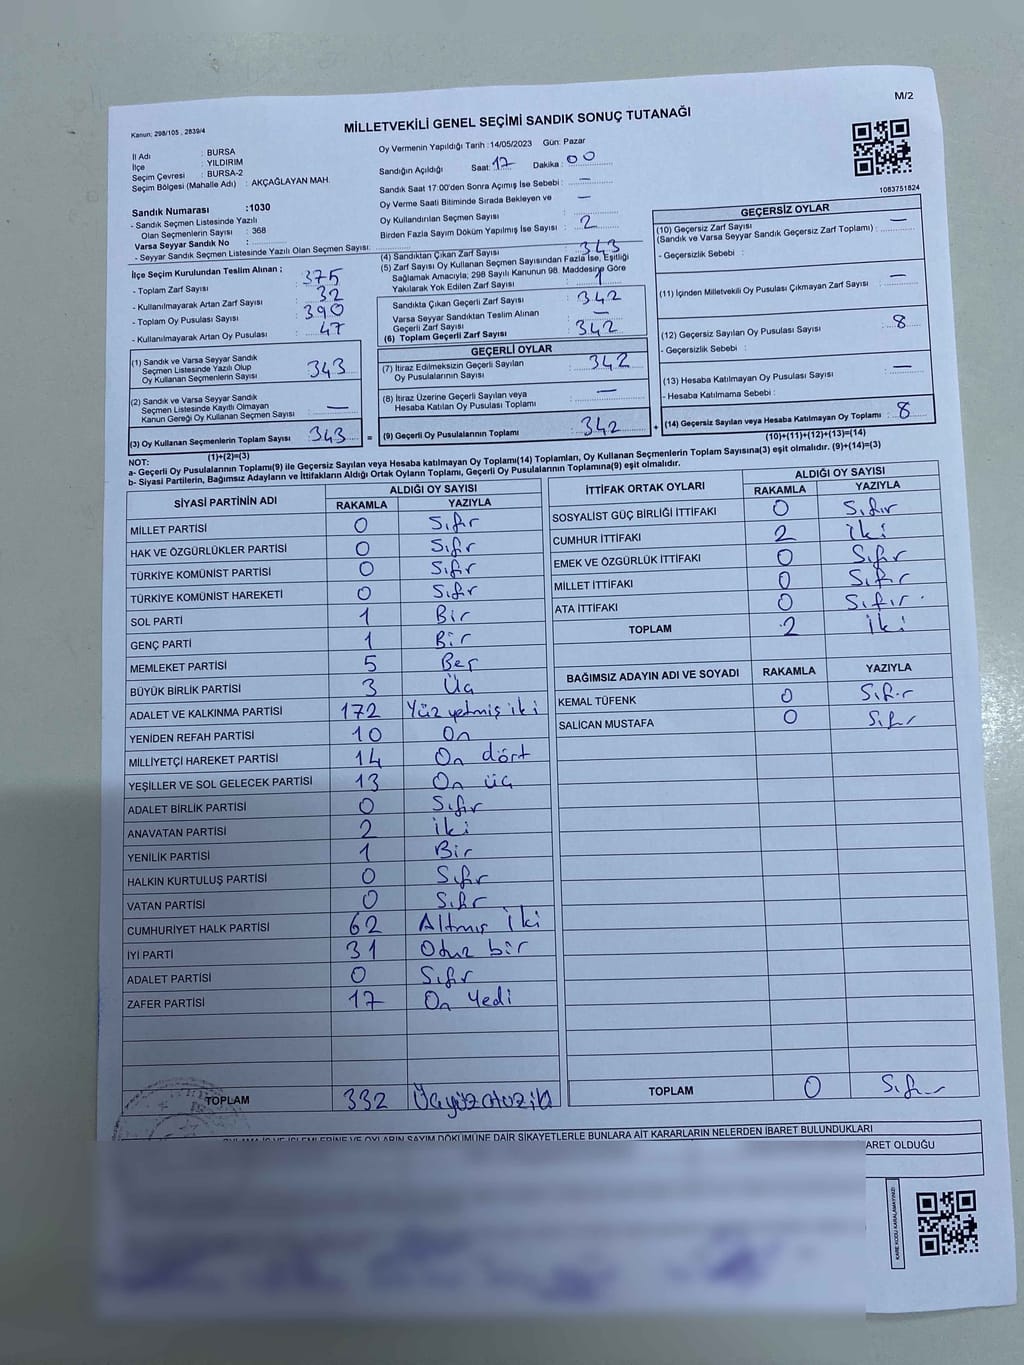 M/2
Kanun: 298/105 , 2839/4
MİLLETVEKİLİ GENEL SEÇİMİ SANDIK SONUÇ TUTANAĞI
İl Adı : BURSA
İlçe : YILDIRIM
Seçim Çevresi : BURSA-2
Seçim Bölgesi (Mahalle Adı) : AKÇAĞLAYAN MAH.
Sandık Numarası :1030
- Sandık Seçmen Listesinde Yazılı
Olan Seçmenlerin Sayısı : 368
Varsa Seyyar Sandık No :
- Seyyar Sandık Seçmen Listesinde Yazılı Olan Seçmen Sayısı:
Oy Vermenin Yapıldığı Tarih :14/05/2023 Gün: Pazar
Sandığın Açıldığı Saat: 17 Dakika : 00
Sandık Saat 17:00'den Sonra Açımış İse Sebebi : —
Oy Verme Saati Bitiminde Sırada Bekleyen ve —
Oy Kullandırılan Seçmen Sayısı :
Birden Fazla Sayım Döküm Yapılmış İse Sayısı : 2
1083751824
İlçe Seçim Kurulundan Teslim Alınan ;
- Toplam Zarf Sayısı : 375
- Kullanılmayarak Artan Zarf Sayısı : 32
- Toplam Oy Pusulası Sayısı : 390
- Kullanılmayarak Artan Oy Pusulası : 47
(4) Sandıktan Çıkan Zarf Sayısı : 343
(5) Zarf Sayısı Oy Kullanan Seçmen Sayısından Fazla İse, Eşitliği
Sağlamak Amacıyla; 298 Sayılı Kanunun 98. Maddesine Göre
Yakılarak Yok Edilen Zarf Sayısı : 1
Sandıkta Çıkan Geçerli Zarf Sayısı : 342
Varsa Seyyar Sandıktan Teslim Alınan
Geçerli Zarf Sayısı : —
(6) Toplam Geçerli Zarf Sayısı : 342
GEÇERSİZ OYLAR
(10) Geçersiz Zarf Sayısı —
(Sandık ve Varsa Seyyar Sandık Geçersiz Zarf Toplamı) :
- Geçersizlik Sebebi :
(11) İçinden Milletvekili Oy Pusulası Çıkmayan Zarf Sayısı : —
(12) Geçersiz Sayılan Oy Pusulası Sayısı : 8
- Geçersizlik Sebebi :
(13) Hesaba Katılmayan Oy Pusulası Sayısı : —
- Hesaba Katılmama Sebebi :
(14) Geçersiz Sayılan veya Hesaba Katılmayan Oy Toplamı : 8
(10)+(11)+(12)+(13)=(14)
(1) Sandık ve Varsa Seyyar Sandık
Seçmen Listesinde Yazılı Olup
Oy Kullanan Seçmenlerin Sayısı : 343
(2) Sandık ve Varsa Seyyar Sandık
Seçmen Listesinde Kayıtlı Olmayan
Kanun Gereği Oy Kullanan Seçmen Sayısı : —
(3) Oy Kullanan Seçmenlerin Toplam Sayısı : 343 =
(1)+(2)=(3)
GEÇERLİ OYLAR
(7) İtiraz Edilmeksizin Geçerli Sayılan
Oy Pusulalarının Sayısı : 342
(8) İtiraz Üzerine Geçerli Sayılan veya
Hesaba Katılan Oy Pusulası Toplamı : —
(9) Geçerli Oy Pusulalarının Toplamı : 342 +
NOT:
a- Geçerli Oy Pusulalarının Toplamı(9) ile Geçersiz Sayılan veya Hesaba katılmayan Oy Toplamı(14) Toplamları, Oy Kullanan Seçmenlerin Toplam Sayısına(3) eşit olmalıdır. (9)+(14)=(3)
b- Siyasi Partilerin, Bağımsız Adayların ve İttifakların Aldığı Ortak Oyların Toplamı, Geçerli Oy Pusulalarının Toplamına(9) eşit olmalıdır.
SİYASİ PARTİNİN ADI ALDIĞI OY SAYISI
RAKAMLA YAZIYLA
MİLLET PARTİSİ 0 Sıfır
HAK VE ÖZGÜRLÜKLER PARTİSİ 0 Sıfır
TÜRKİYE KOMÜNİST PARTİSİ 0 Sıfır
TÜRKİYE KOMÜNİST HAREKETİ 0 Sıfır
SOL PARTİ 1 Bir
GENÇ PARTİ 1 Bir
MEMLEKET PARTİSİ 5 Beş
BÜYÜK BİRLİK PARTİSİ 3 Üç
ADALET VE KALKINMA PARTİSİ 172 Yüz yetmiş iki
YENİDEN REFAH PARTİSİ 10 On
MİLLİYETÇİ HAREKET PARTİSİ 14 On dört
YEŞİLLER VE SOL GELECEK PARTİSİ 13 On üç
ADALET BİRLİK PARTİSİ 0 Sıfır
ANAVATAN PARTİSİ 2 iki
YENİLİK PARTİSİ 1 Bir
HALKIN KURTULUŞ PARTİSİ 0 Sıfır
VATAN PARTİSİ 0 Sıfır
CUMHURİYET HALK PARTİSİ 62 Altmış iki
İYİ PARTİ 31 Otuz bir
ADALET PARTİSİ 0 Sıfır
ZAFER PARTİSİ 17 On Yedi
TOPLAM 332
İTTİFAK ORTAK OYLARI ALDIĞI OY SAYISI
RAKAMLA YAZIYLA
SOSYALİST GÜÇ BİRLİĞİ İTTİFAKI 0 Sıfır
CUMHUR İTTİFAKI 2 iki
EMEK VE ÖZGÜRLÜK İTTİFAKI 0 Sıfır
MİLLET İTTİFAKI 0 Sıfır
ATA İTTİFAKI 0 Sıfır
TOPLAM 2 iki
BAĞIMSIZ ADAYIN ADI VE SOYADI RAKAMLA YAZIYLA
KEMAL TÜFENK 0 Sıfır
SALİCAN MUSTAFA 0 Sıfır
TOPLAM 0 Sıfır
OYLAMA İŞ VE İŞLEMLERİNE VE OYLARIN SAYIM DÖKÜMÜNE DAİR ŞİKAYETLERLE BUNLARA AİT KARARLARIN NELERDEN İBARET BULUNDUKLARI
OLDUĞU
KARE KODU KARALAMAYINIZ!